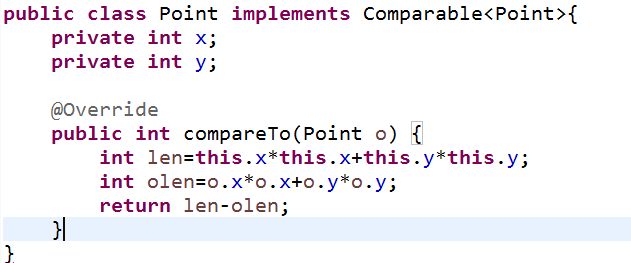 public class Point implements Comparable<Point>{
    private int x;
    private int y;

    @Override
    public int compareTo(Point o) {
        int len=this.x*this.x+this.y*this.y;
        int olen=o.x*o.x+o.y*o.y;
        return len-olen;
    }
}